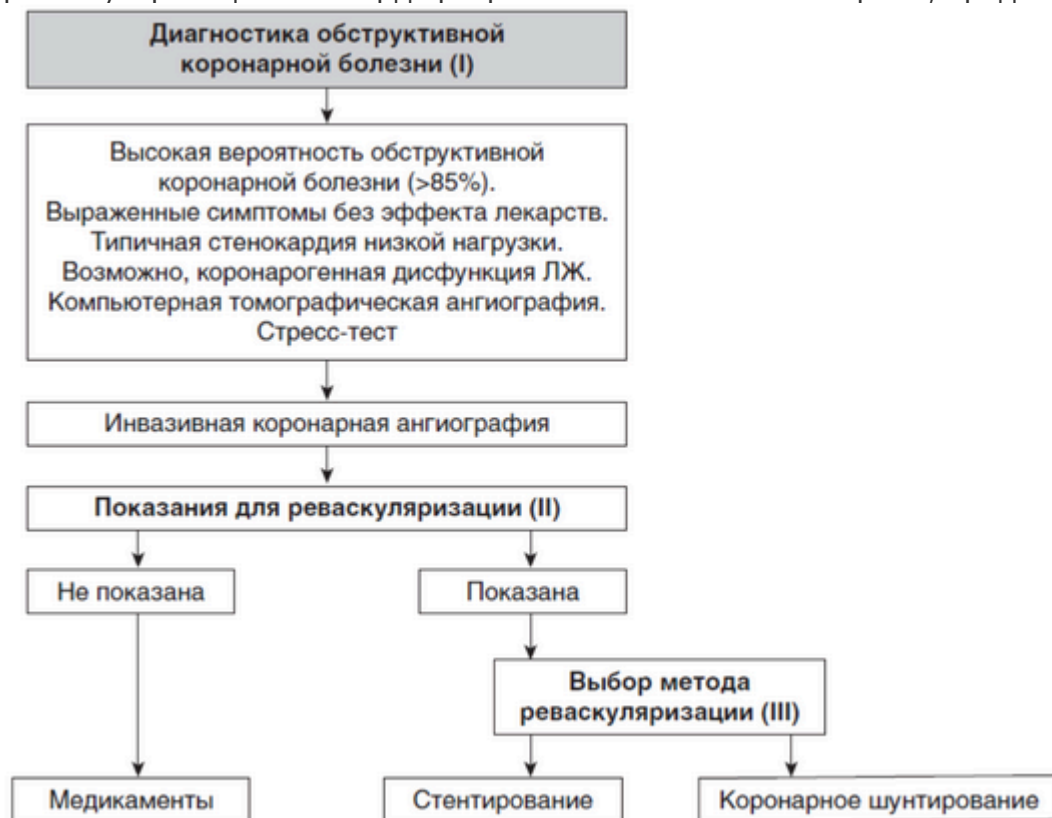 Диагностика обструктивной
коронарной болезни (I)
Высокая вероятность обструктивной
коронарной болезни (>85%).
Выраженные симптомы без эффекта лекарств.
Типичная стенокардия низкой нагрузки.
Возможно, коронарогенная дисфункция ЛЖ.
Компьютерная томографическая ангиография.
Стресс-тест
Инвазивная коронарная ангиография
Показания для реваскуляризации (II)
Не показана
Показана
Выбор метода
реваскуляризации (III)
Медикаменты
Стентирование
Коронарное шунтирование